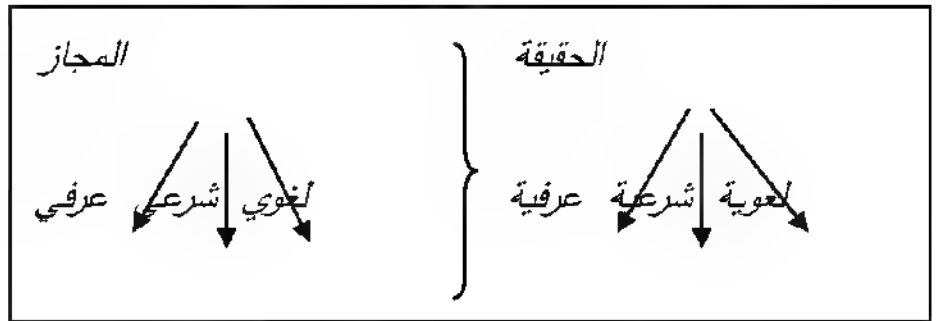 الحقيقة
المجاز
لغوية شرعية عرفية
لغوي شرعي عرفي